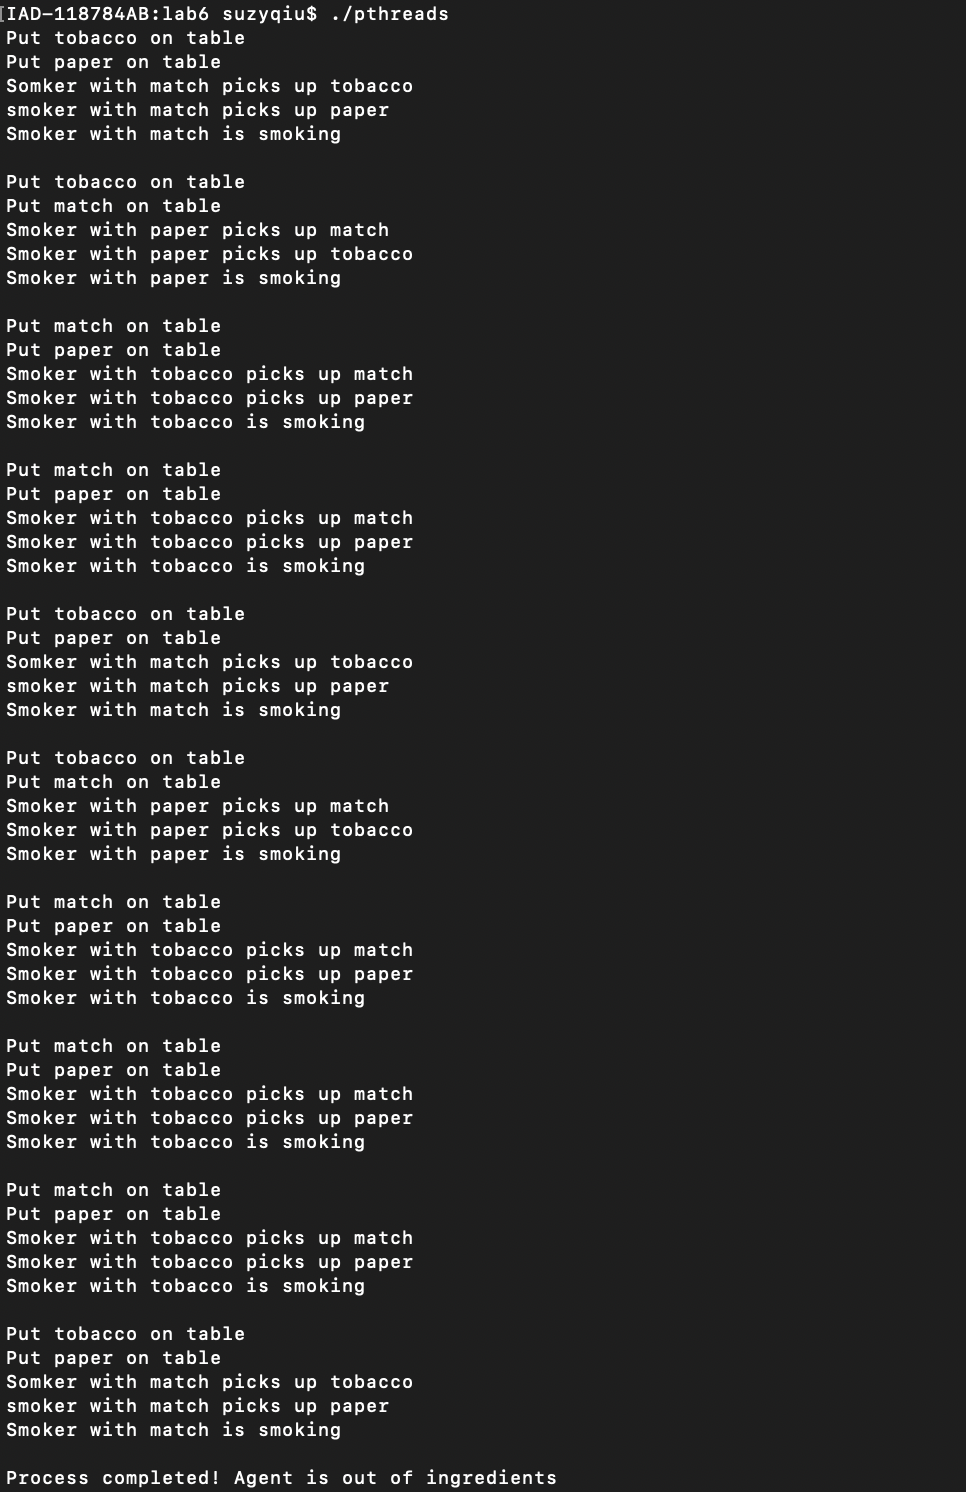 IAD-118784AB:lab6 suzyqiu$ ./pthreads
Put tobacco on table
Put paper on table
Somker with match picks up tobacco
smoker with match picks up paper
Smoker with match is smoking

Put tobacco on table
Put match on table
Smoker with paper picks up match
Smoker with paper picks up tobacco
Smoker with paper is smoking

Put match on table
Put paper on table
Smoker with tobacco picks up match
Smoker with tobacco picks up paper
Smoker with tobacco is smoking

Put match on table
Put paper on table
Smoker with tobacco picks up match
Smoker with tobacco picks up paper
Smoker with tobacco is smoking

Put tobacco on table
Put paper on table
Somker with match picks up tobacco
smoker with match picks up paper
Smoker with match is smoking

Put tobacco on table
Put match on table
Smoker with paper picks up match
Smoker with paper picks up tobacco
Smoker with paper is smoking

Put match on table
Put paper on table
Smoker with tobacco picks up match
Smoker with tobacco picks up paper
Smoker with tobacco is smoking

Put match on table
Put paper on table
Smoker with tobacco picks up match
Smoker with tobacco picks up paper
Smoker with tobacco is smoking

Put match on table
Put paper on table
Smoker with tobacco picks up match
Smoker with tobacco picks up paper
Smoker with tobacco is smoking

Put tobacco on table
Put paper on table
Somker with match picks up tobacco
smoker with match picks up paper
Smoker with match is smoking

Process completed! Agent is out of ingredients